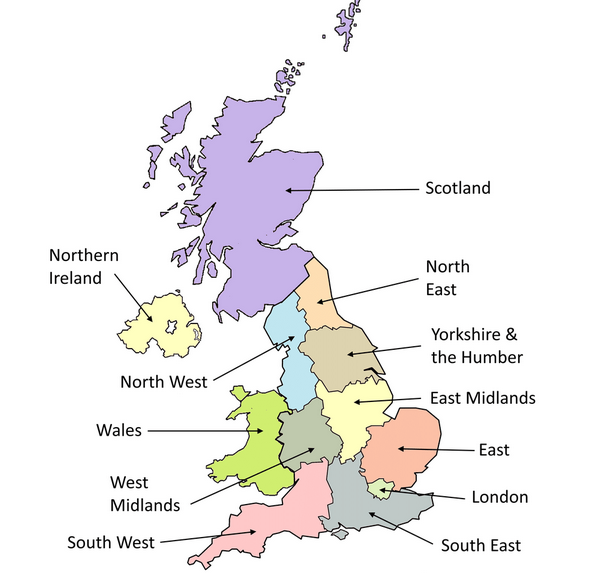 Scotland
Northern
Ireland
North
East
Yorkshire &
the Humber
North West
East Midlands
Wales
East
West
Midlands
London
South West
South East